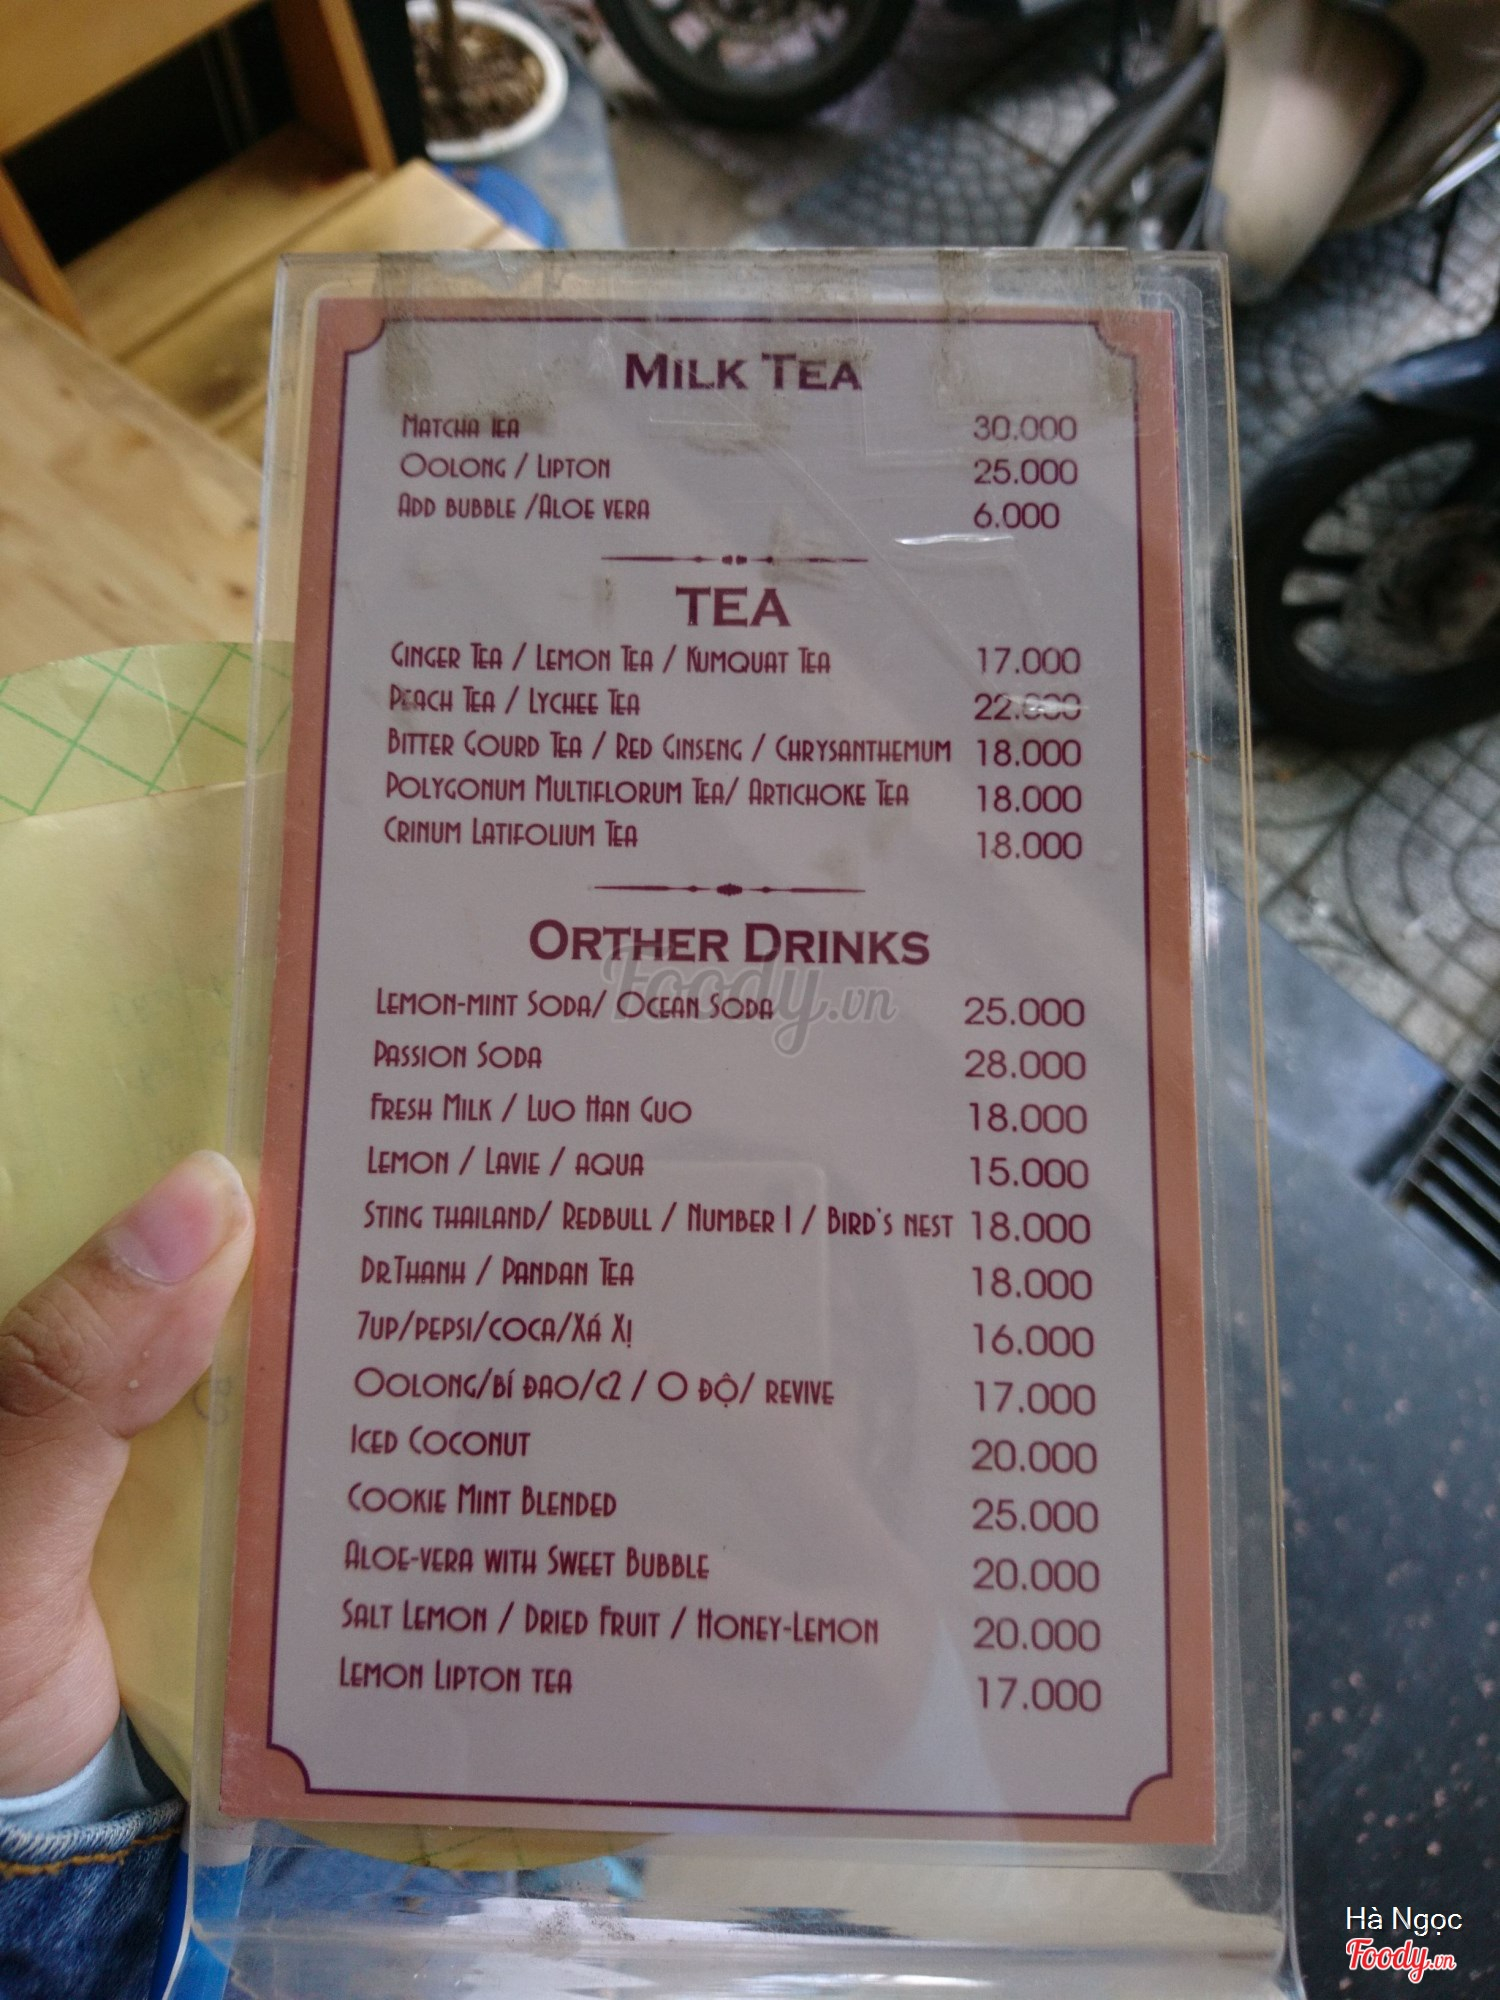 Milk Tea
Matcha tea 30.000
Oolong / Lipton 25.000
Add bubble /Aloe vera 6.000
TEA
Ginger Tea / Lemon Tea / Kumquat Tea 17.000
Peach Tea / Lychee Tea 22.000
Bitter Gourd Tea / Red Ginseng / Chrysanthemum 18.000
Polygonum Multiflorum Tea/ Artichoke Tea 18.000
Crinum Latifolium Tea 18.000
Orther Drinks
Foody.vn
Lemon-mint Soda/ Ocean Soda 25.000
Passion Soda 28.000
Fresh Milk / Luo Han Guo 18.000
Lemon / Lavie / aqua 15.000
Sting thailand/ Redbull / Number 1 / Bird's nest 18.000
Dr.Thanh / Pandan Tea 18.000
7up/pepsi/coca/Xá Xị 16.000
Oolong/bí đao/c2 / O độ/ revive 17.000
Iced Coconut 20.000
Cookie Mint Blended 25.000
Aloe-vera with Sweet Bubble 20.000
Salt Lemon / Dried Fruit / Honey-Lemon 20.000
Lemon Lipton tea 17.000
Hà Ngọc
Foody.vn